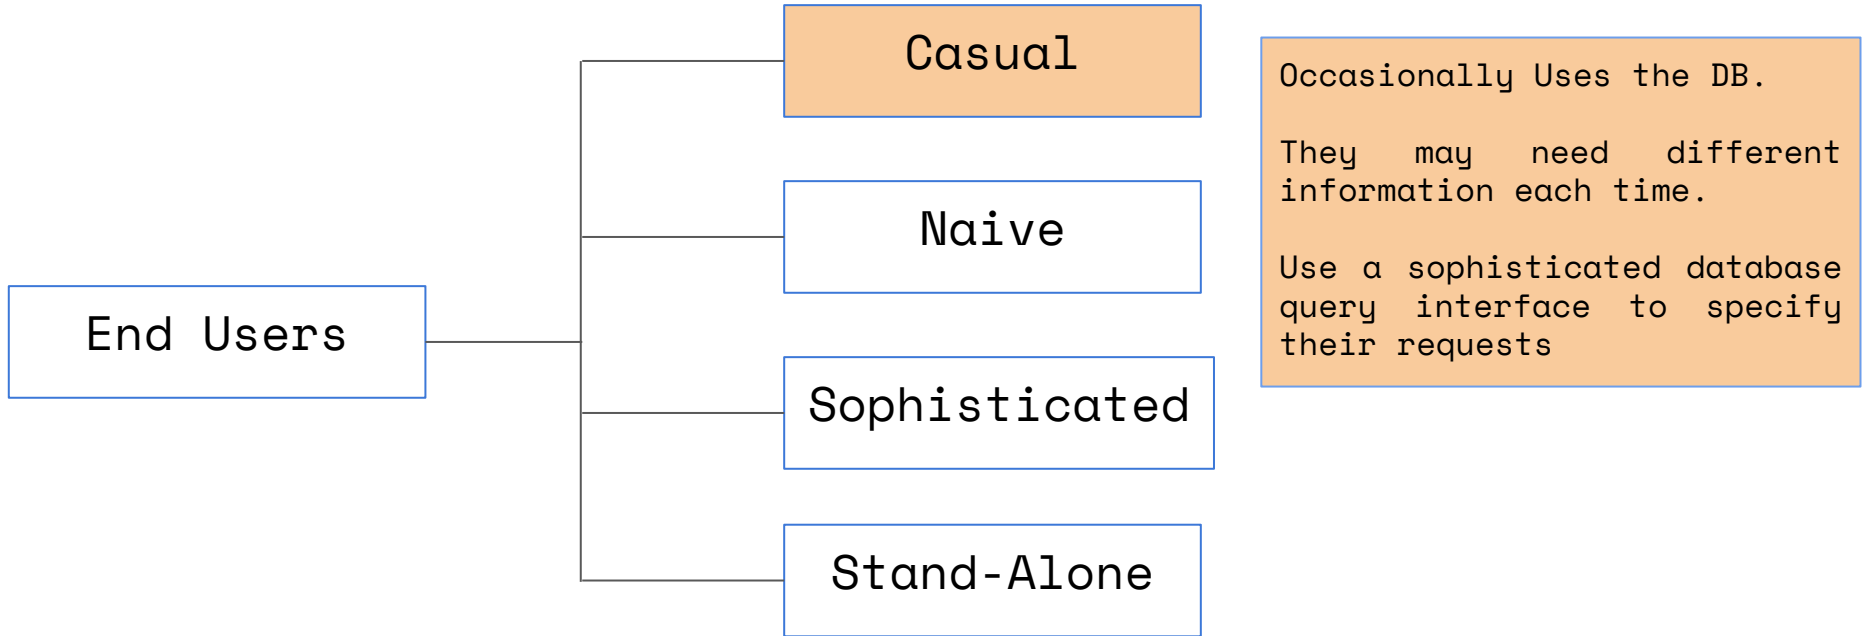 End Users
Casual
Naive
Sophisticated
Stand-Alone
Occasionally Uses the DB.
They may need different
information each time.
Use a sophisticated database
query interface to specify
their requests